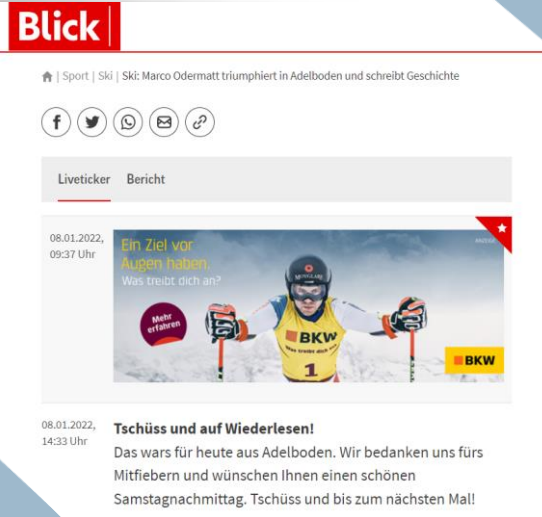 Blick
| Sport | Ski | Ski: Marco Odermatt triumphiert in Adelboden und schreibt Geschichte
Liveticker Bericht
08.01.2022,
09:37 Uhr
Ein Ziel vor
Augen haben.
Was treibt dich an?
ANZEIGE
Mehr
erfahren
BKW
Was treibt dich an?
1
BKW
08.01.2022,
14:33 Uhr
Tschüss und auf Wiederlesen!
Das wars für heute aus Adelboden. Wir bedanken uns fürs
Mitfiebern und wünschen Ihnen einen schönen
Samstagnachmittag. Tschüss und bis zum nächsten Mal!